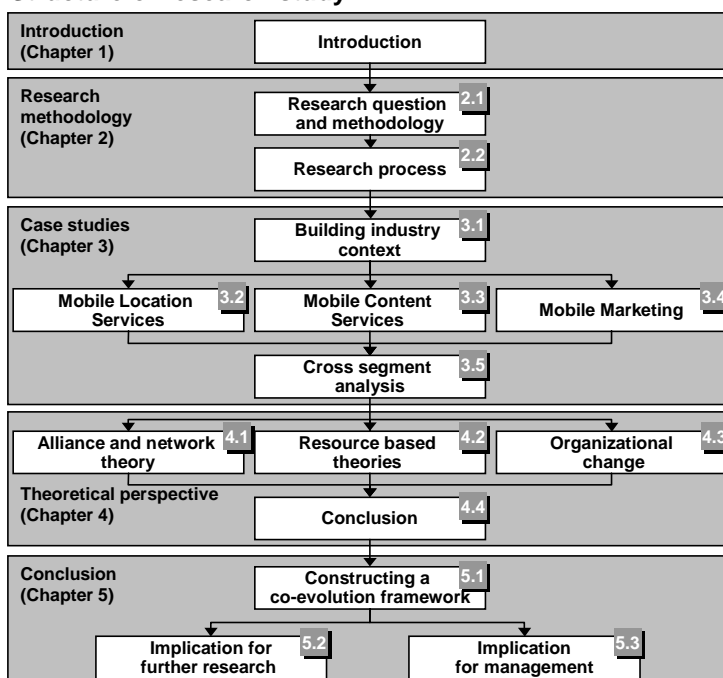 Introduction
(Chapter 1)
Introduction
Research
methodology
(Chapter 2)
2.1
Research question
and methodology
2.2
Research process
Case studies
(Chapter 3)
3.1
Building industry
context
3.2
Mobile Location
Services
3.3
Mobile Content
Services
3.4
Mobile Marketing
3.5
Cross segment
analysis
4.1
Alliance and network
theory
4.2
Resource based
theories
4.3
Organizational
change
Theoretical perspective
(Chapter 4)
4.4
Conclusion
Conclusion
(Chapter 5)
5.1
Constructing a
co-evolution framework
5.2
Implication for
further research
5.3
Implication
for management